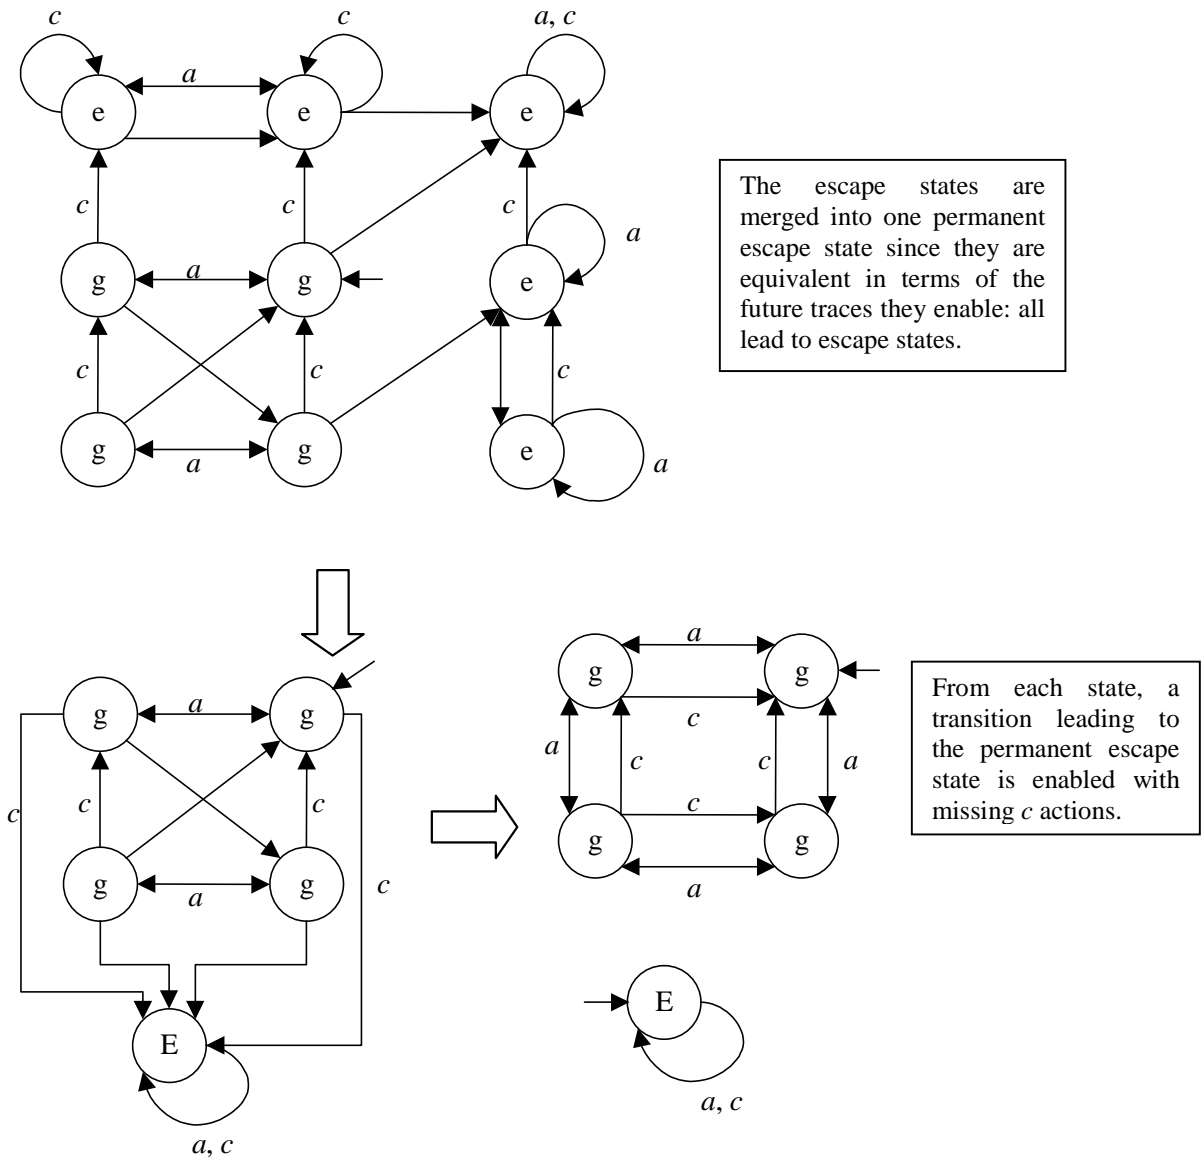 c
c
a, c
a
e
e
e
c
c
c
a
a
g
g
e
c
c
c
a
g
g
e
a
The escape states are
merged into one permanent
escape state since they are
equivalent in terms of the
future traces they enable: all
lead to escape states.
a
g
g
c
c
c
a
g
g
c
a
E
a, c
a
g
g
c
a
c
c
a
c
g
g
a
From each state, a
transition leading to
the permanent escape
state is enabled with
missing c actions.
E
a, c